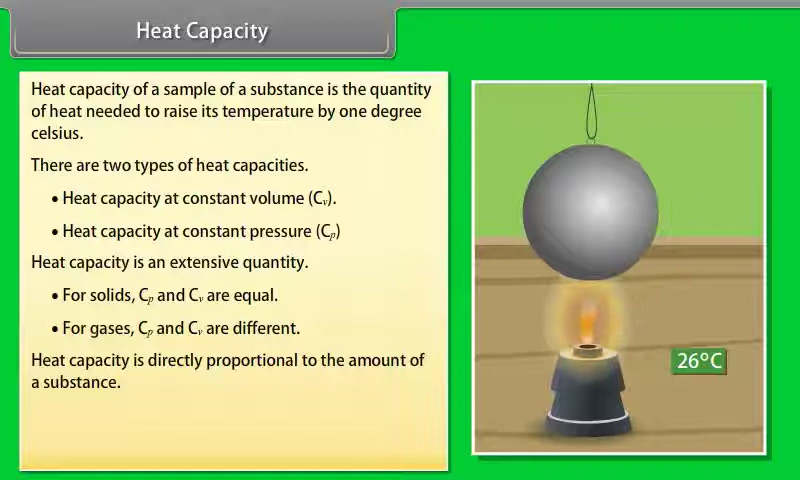 Heat Capacity
Heat capacity of a sample of a substance is the quantity
of heat needed to raise its temperature by one degree
celsius.
There are two types of heat capacities.
• Heat capacity at constant volume (Cv).
• Heat capacity at constant pressure (Cp)
Heat capacity is an extensive quantity.
• For solids, Cp and Cv are equal.
• For gases, Cp and Cv are different.
Heat capacity is directly proportional to the amount of
a substance.
26°C